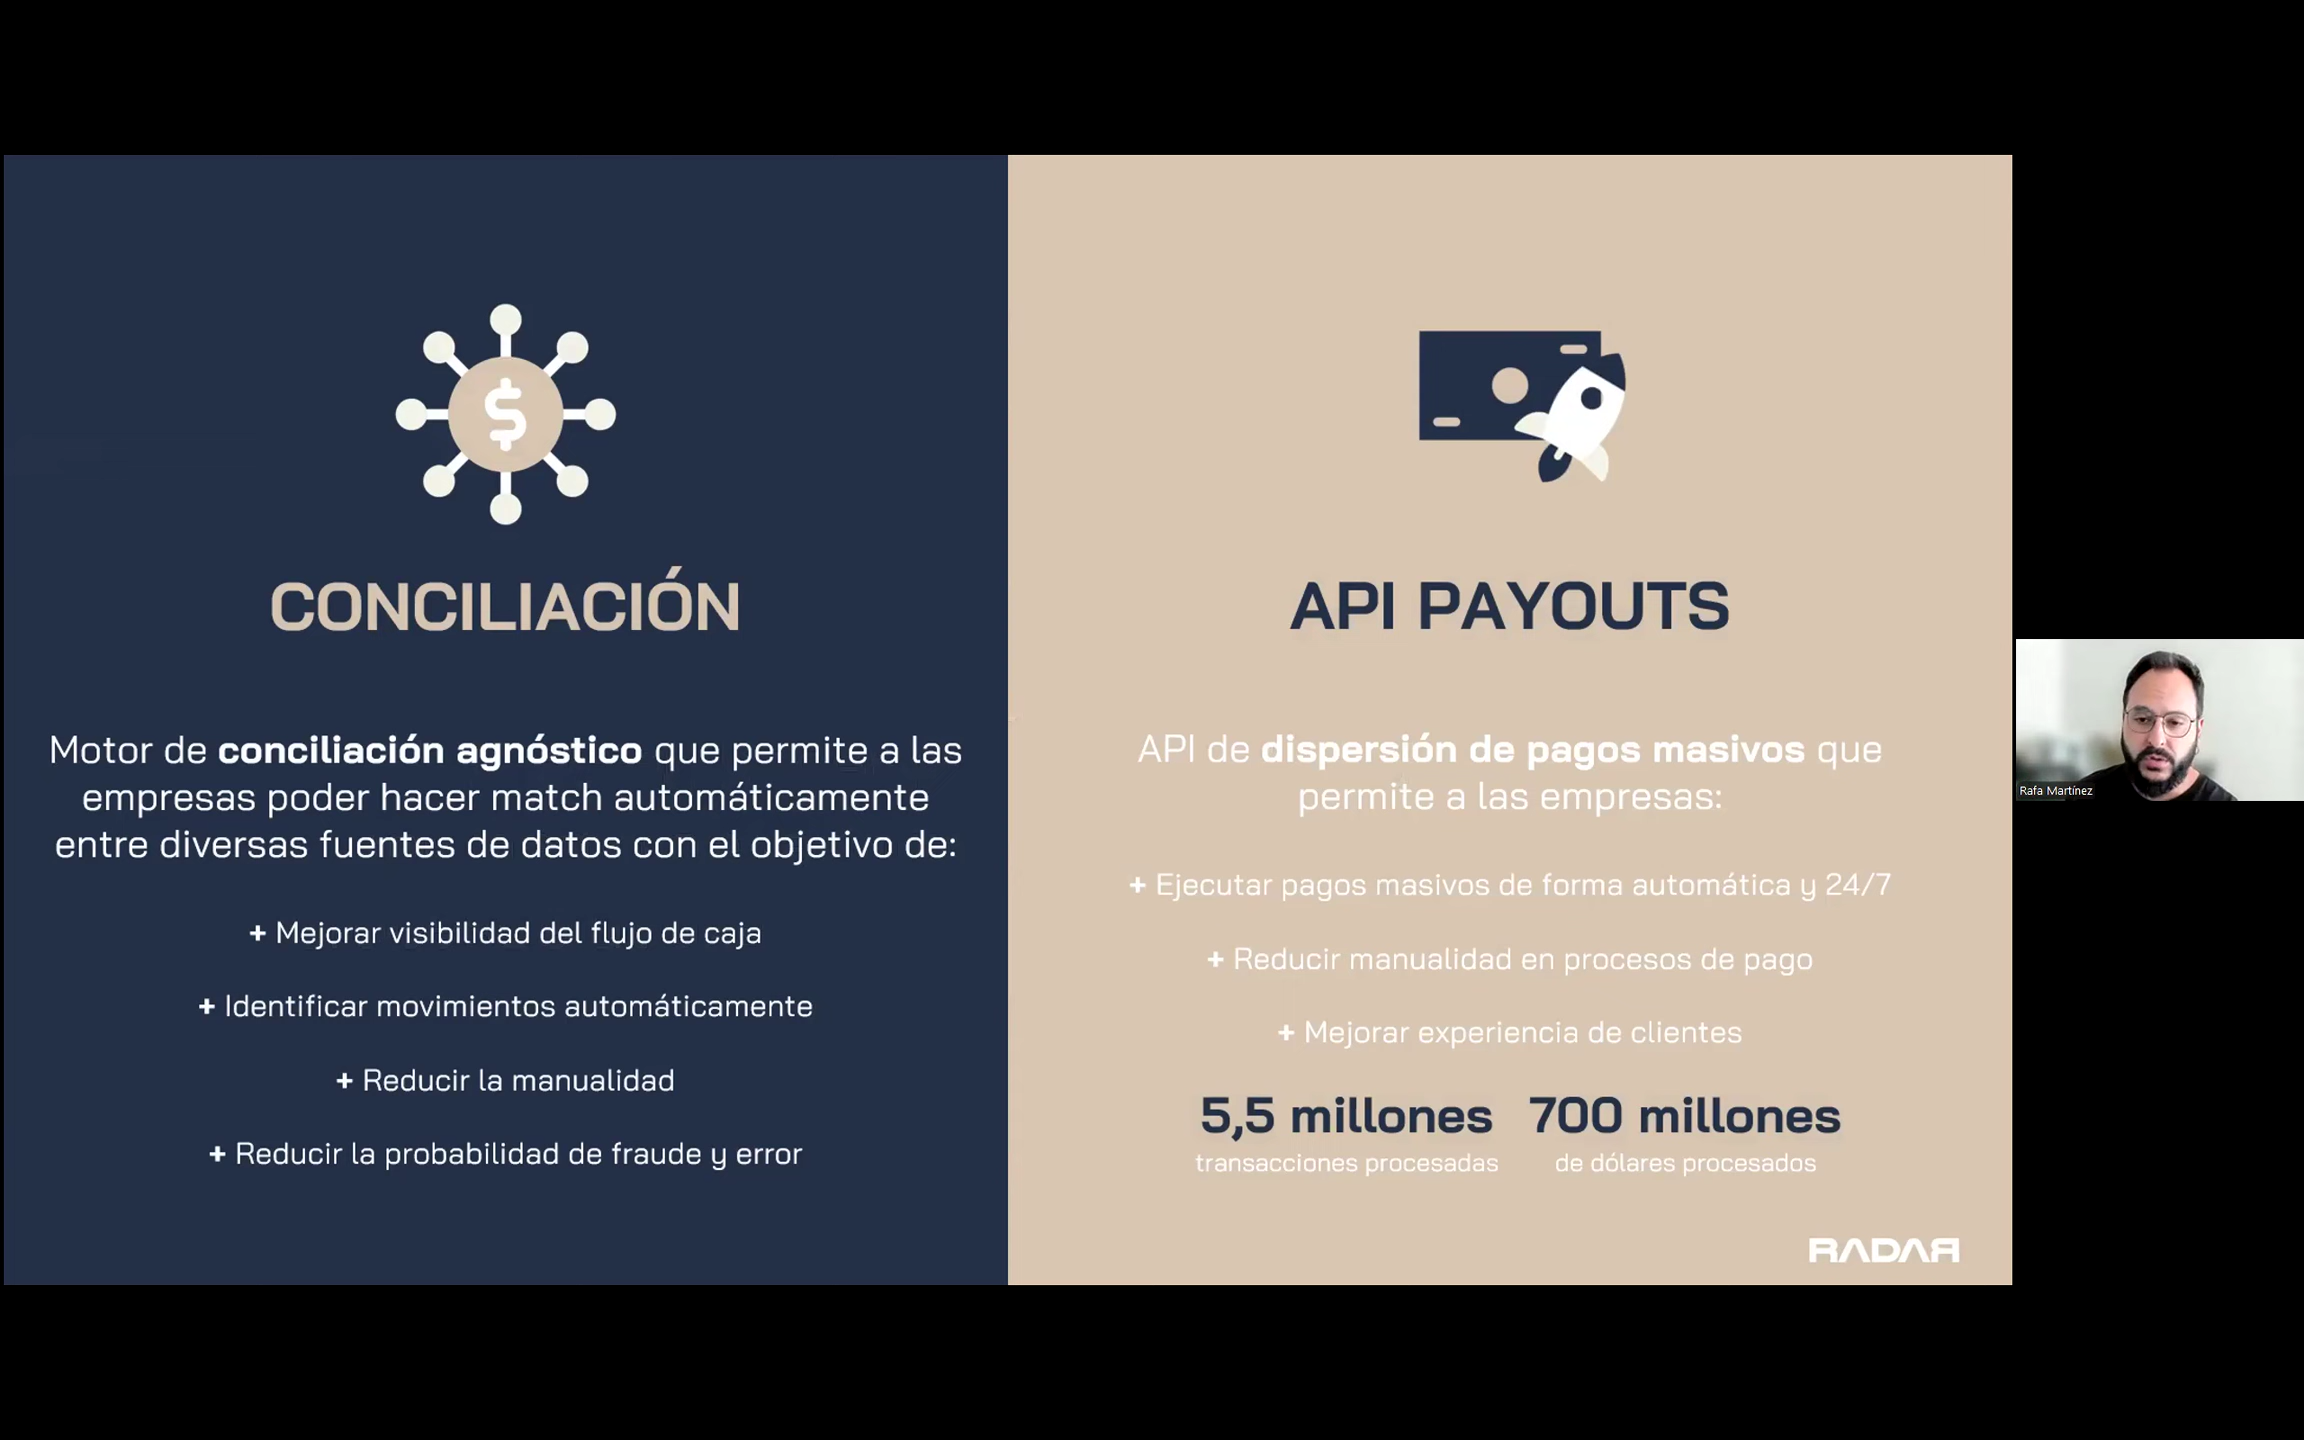 CONCILIACIÓN
Motor de conciliación agnóstico que permite a las
empresas poder hacer match automáticamente
entre diversas fuentes de datos con el objetivo de:
+ Mejorar visibilidad del flujo de caja
+ Identificar movimientos automáticamente
+ Reducir la manualidad
+ Reducir la probabilidad de fraude y error
API PAYOUTS
API de dispersión de pagos masivos que
permite a las empresas:
+ Ejecutar pagos masivos de forma automática y 24/7
+ Reducir manualidad en procesos de pago
+ Mejorar experiencia de clientes
5,5 millones 700 millones
transacciones procesadas de dólares procesados
RADAR
Rafa Martínez